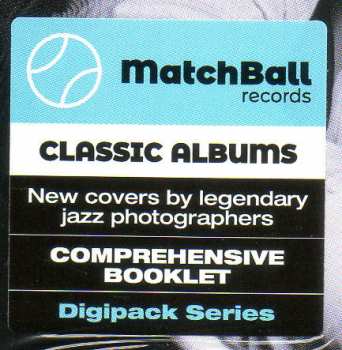 MatchBall
records
CLASSIC ALBUMS
New covers by legendary
jazz photographers
COMPREHENSIVE
BOOKLET
Digipack Series